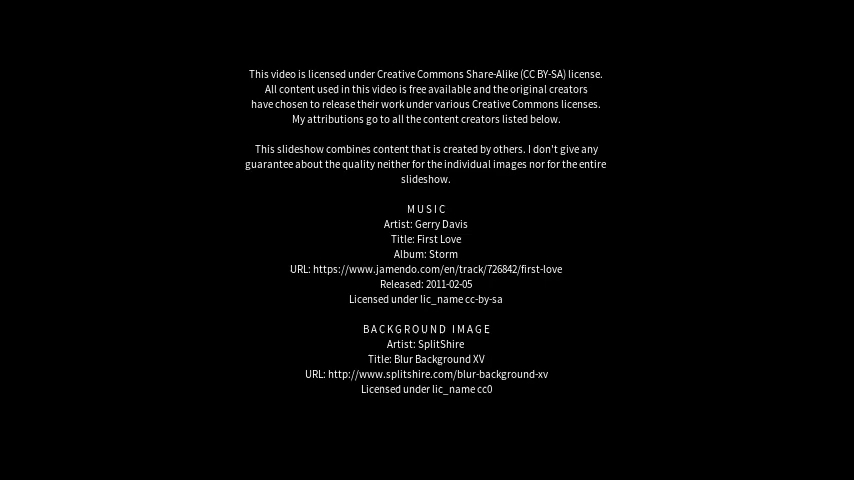 This video is licensed under Creative Commons Share-Alike (CC BY-SA) license.
All content used in this video is free available and the original creators
have chosen to release their work under various Creative Commons licenses.
My attributions go to all the content creators listed below.
This slideshow combines content that is created by others. I don't give any
guarantee about the quality neither for the individual images nor for the entire
slideshow.
MUSIC
Artist: Gerry Davis
Title: First Love
Album: Storm
URL: https://www.jamendo.com/en/track/726842/first-love
Released: 2011-02-05
Licensed under lic_name cc-by-sa
BACKGROUND IMAGE
Artist: SplitShire
Title: Blur Background XV
URL: http://www.splitshire.com/blur-background-xv
Licensed under lic_name cc0